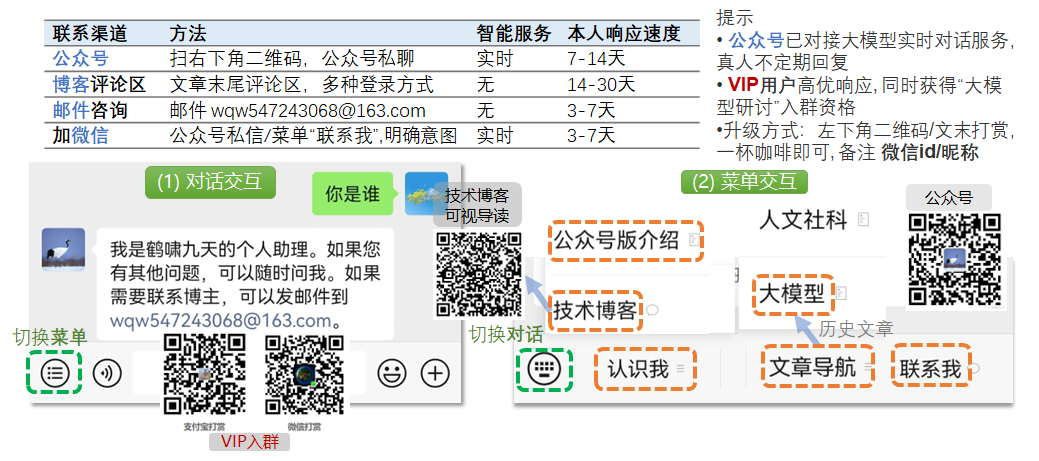 联系渠道 方法 智能服务 本人响应速度
公众号 扫右下角二维码，公众号私聊 实时 7-14天
博客评论区 文章末尾评论区，多种登录方式 无 14-30天
邮件咨询 邮件 wqw547243068@163.com 无 3-7天
加微信 公众号私信/菜单“联系我”,明确意图 实时 3-7天
提示
• 公众号已对接大模型实时对话服务,
真人不定期回复
• VIP用户高优响应, 同时获得“大模
型研讨”入群资格
•升级方式：左下角二维码/文末打赏,
一杯咖啡即可, 备注 微信id/昵称
(1) 对话交互
你是谁
技术博客
可视导读
我是鹤啸九天的个人助理。如果您
有其他问题，可以随时问我。如果
需要联系博主，可以发邮件到
wqw547243068@163.com。
切换菜单
支付宝打赏
微信打赏
VIP入群
(2) 菜单交互
公众号
人文社科
公众号版介绍
大模型
技术博客
历史文章
切换对话
认识我
文章导航
联系我